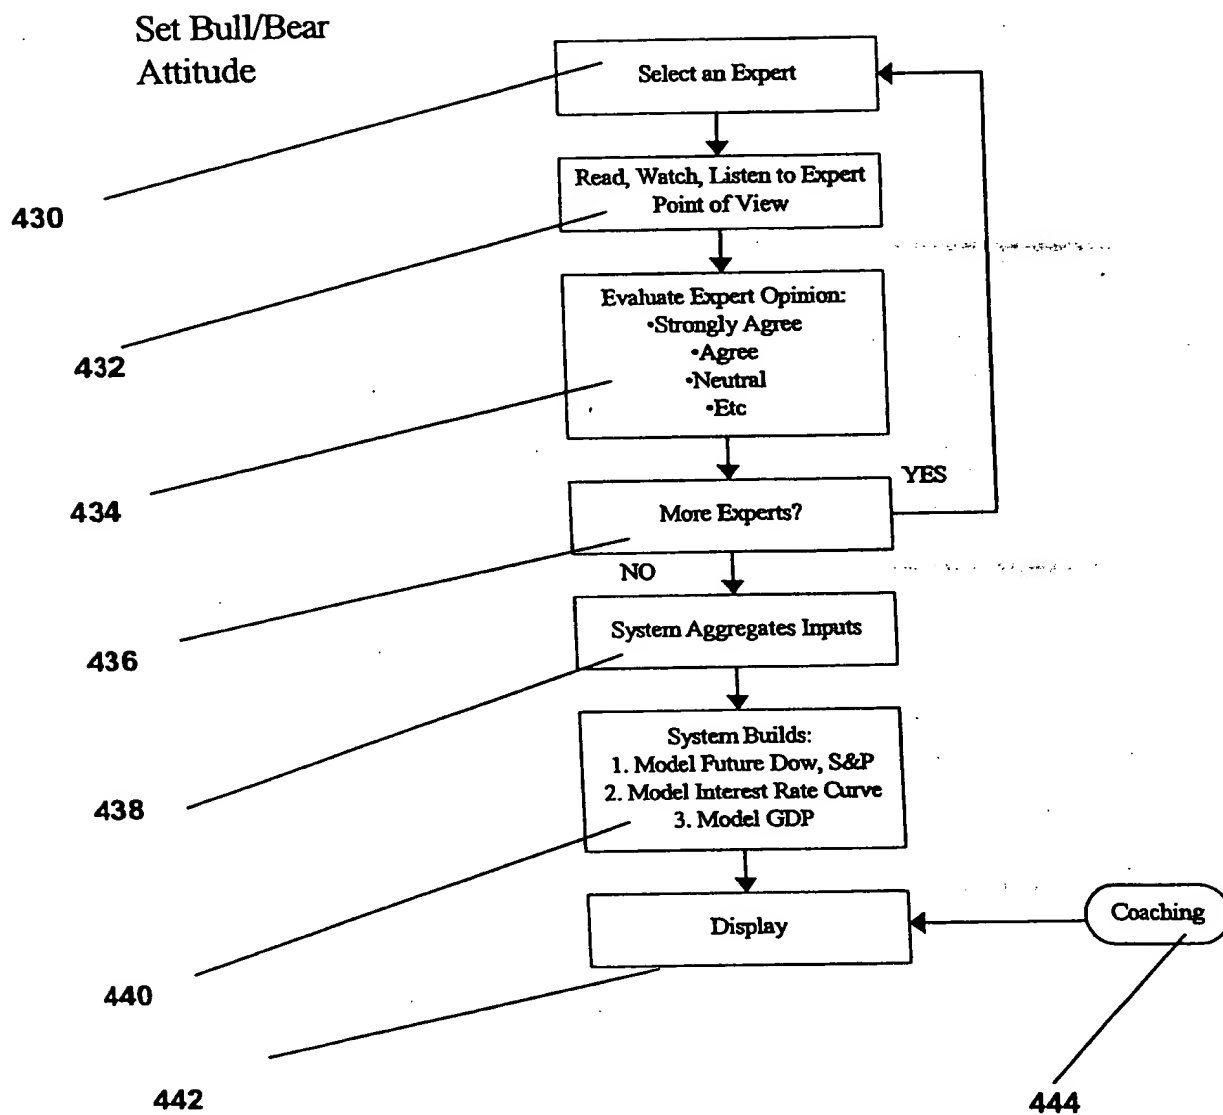 Set Bull/Bear
Attitude
Select an Expert
Read, Watch, Listen to Expert
Point of View
430
Evaluate Expert Opinion:
•Strongly Agree
•Agree
•Neutral
•Etc
432
YES
434
More Experts?
NO
System Aggregates Inputs
436
System Builds:
1. Model Future Dow, S&P
2. Model Interest Rate Curve
3. Model GDP
438
Display
Coaching
440
442
444